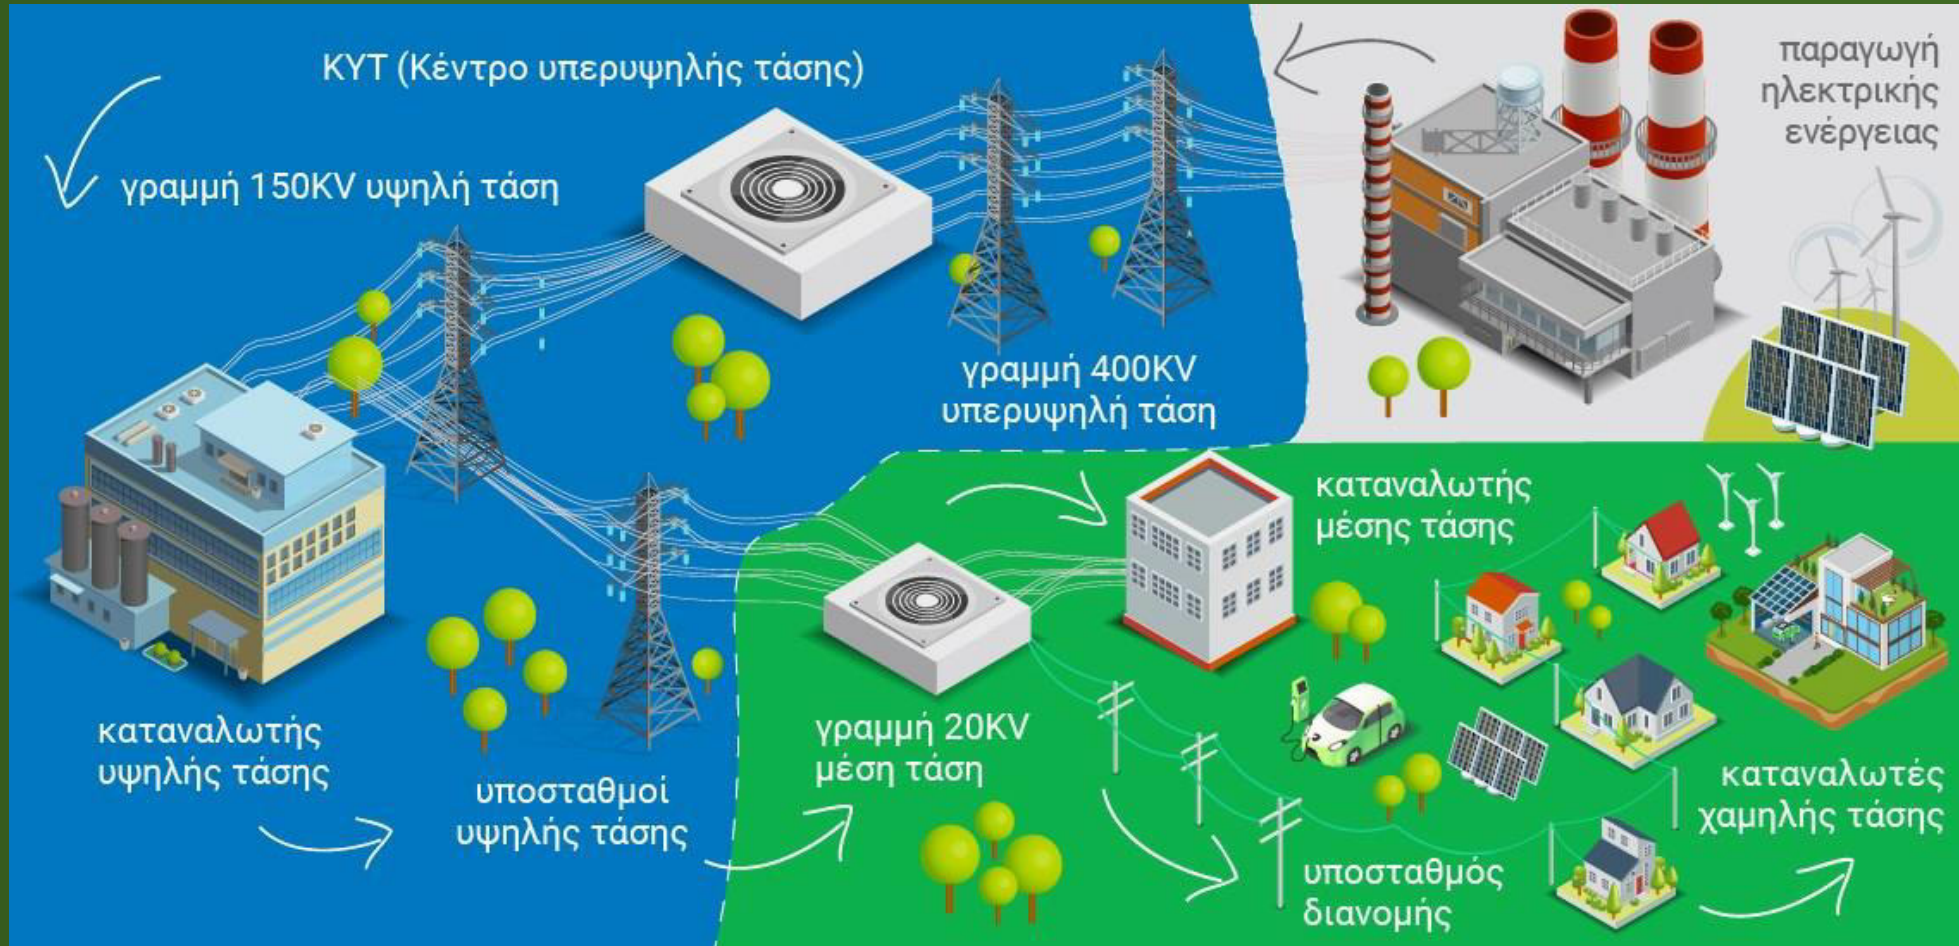 ΚΥΤ (Κέντρο υπερυψηλής τάσης)
παραγωγή
ηλεκτρικής
ενέργειας
γραμμή 150KV υψηλή τάση
γραμμή 400KV
υπερυψηλή τάση
καταναλωτής
μέσης τάσης
καταναλωτής
υψηλής τάσης
υποσταθμοί
υψηλής τάσης
γραμμή 20KV
μέση τάση
καταναλωτές
χαμηλής τάσης
υποσταθμός
διανομής